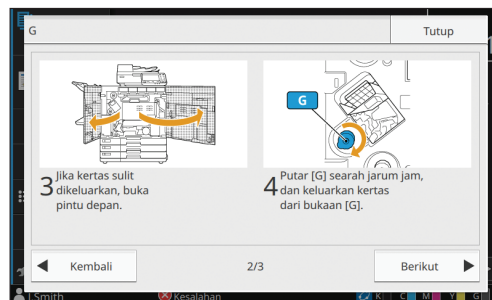 G
Tutup
G
3 Jika kertas sulit
dikeluarkan, buka
pintu depan.
4 Putar [G] searah jarum jam,
dan keluarkan kertas
dari bukaan [G].
Kembali
2/3
Berikut
J.Smith
Kesalahan
K C M Y G